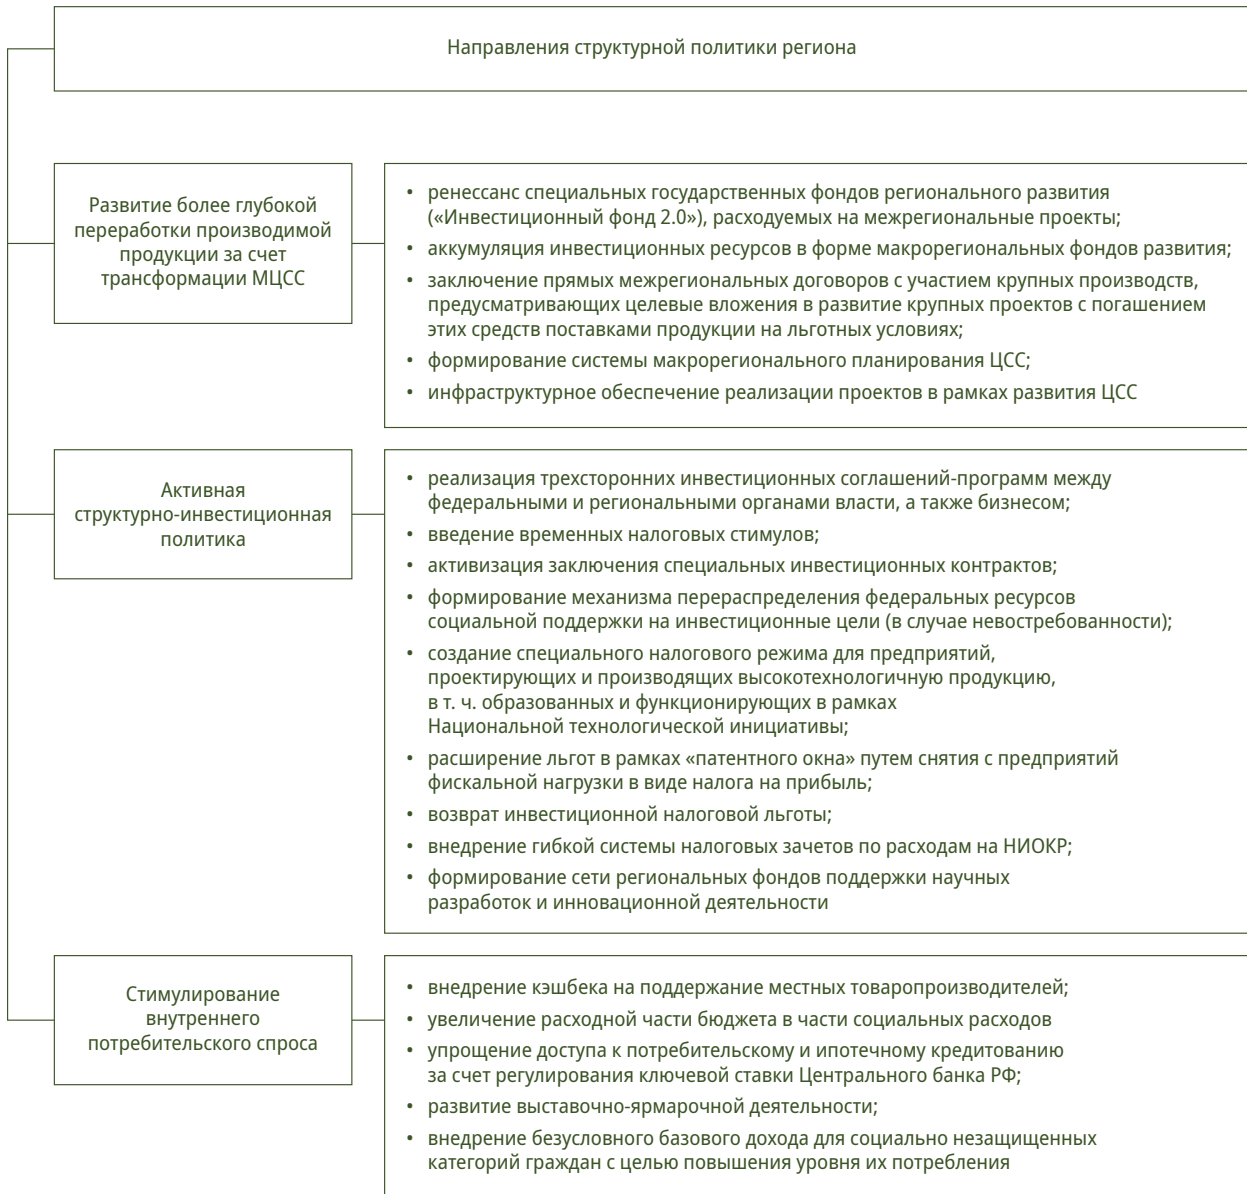 Направления структурной политики региона
Развитие более глубокой
переработки производимой
продукции за счет
трансформации МЦСС
• ренессанс специальных государственных фондов регионального развития
(«Инвестиционный фонд 2.0»), расходуемых на межрегиональные проекты;
• аккумуляция инвестиционных ресурсов в форме макрорегиональных фондов развития;
• заключение прямых межрегиональных договоров с участием крупных производств,
предусматривающих целевые вложения в развитие крупных проектов с погашением
этих средств поставками продукции на льготных условиях;
• формирование системы макрорегионального планирования ЦСС;
• инфраструктурное обеспечение реализации проектов в рамках развития ЦСС
Активная
структурно-инвестиционная
политика
• реализация трехсторонних инвестиционных соглашений-программ между
федеральными и региональными органами власти, а также бизнесом;
• введение временных налоговых стимулов;
• активизация заключения специальных инвестиционных контрактов;
• формирование механизма перераспределения федеральных ресурсов
социальной поддержки на инвестиционные цели (в случае невостребованности);
• создание специального налогового режима для предприятий,
проектирующих и производящих высокотехнологичную продукцию,
в т. ч. образованных и функционирующих в рамках
Национальной технологической инициативы;
• расширение льгот в рамках «патентного окна» путем снятия с предприятий
фискальной нагрузки в виде налога на прибыль;
• возврат инвестиционной налоговой льготы;
• внедрение гибкой системы налоговых зачетов по расходам на НИОКР;
• формирование сети региональных фондов поддержки научных
разработок и инновационной деятельности
Стимулирование
внутреннего
потребительского спроса
• внедрение кэшбека на поддержание местных товаропроизводителей;
• увеличение расходной части бюджета в части социальных расходов
• упрощение доступа к потребительскому и ипотечному кредитованию
за счет регулирования ключевой ставки Центрального банка РФ;
• развитие выставочно-ярмарочной деятельности;
• внедрение безусловного базового дохода для социально незащищенных
категорий граждан с целью повышения уровня их потребления